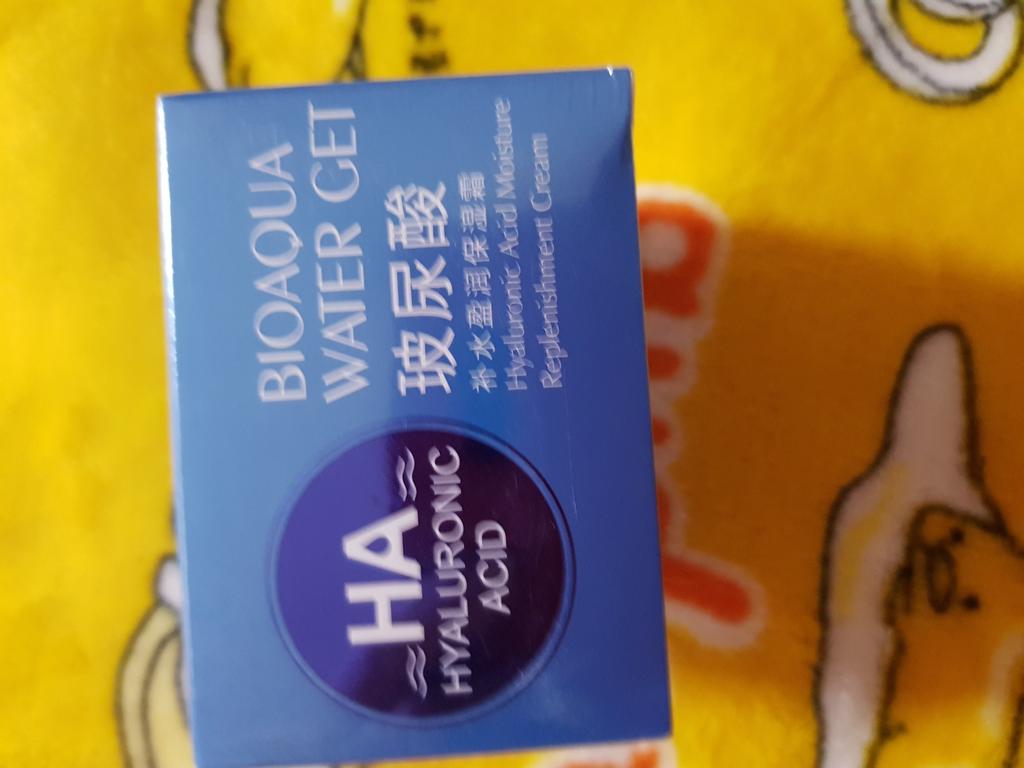 BIOAQUA
WATER GET
玻尿酸
补水盈润保湿霜
Hyaluronic Acid Moisture
Replenishment Cream
HA
HYALURONIC
ACID